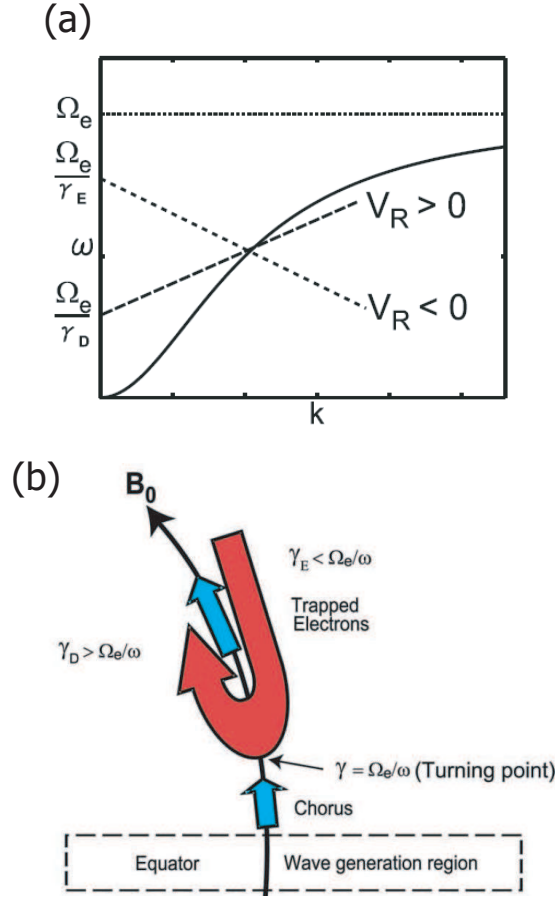 (a)
Ωe
Ωe
γE
ω
Ωe
γD
VR > 0
VR < 0
k
(b)
B0
γE < Ωe/ω
Trapped
Electrons
γD > Ωe/ω
γ = Ωe/ω (Turning point)
Chorus
Equator
Wave generation region